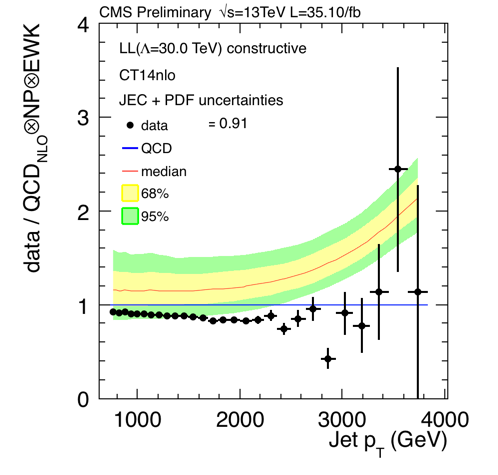 CMS Preliminary √s=13TeV L=35.10/fb
data / QCD_NLO⊗NP⊗EWK
LL(Λ=30.0 TeV) constructive
CT14nlo
JEC + PDF uncertainties
data = 0.91
QCD
median
68%
95%
4
3
2
1
0
1000 2000 3000 4000
Jet p_T (GeV)